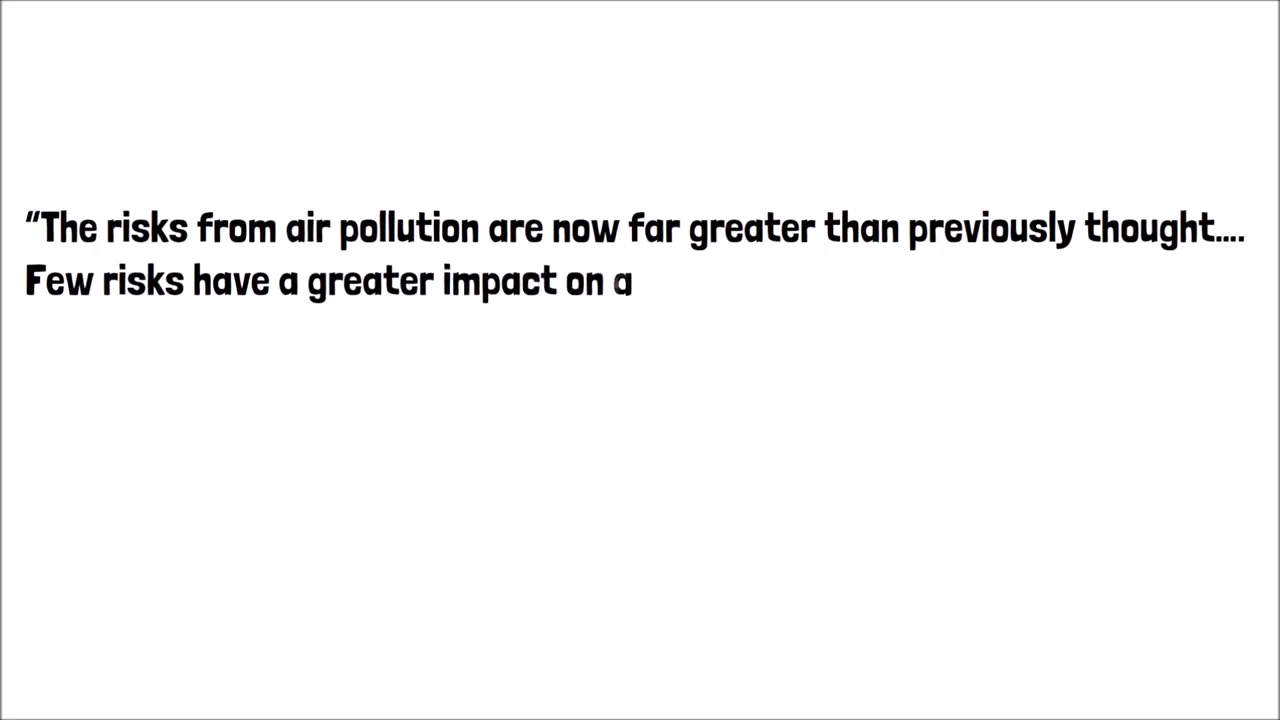 “The risks from air pollution are now far greater than previously thought....
Few risks have a greater impact on a